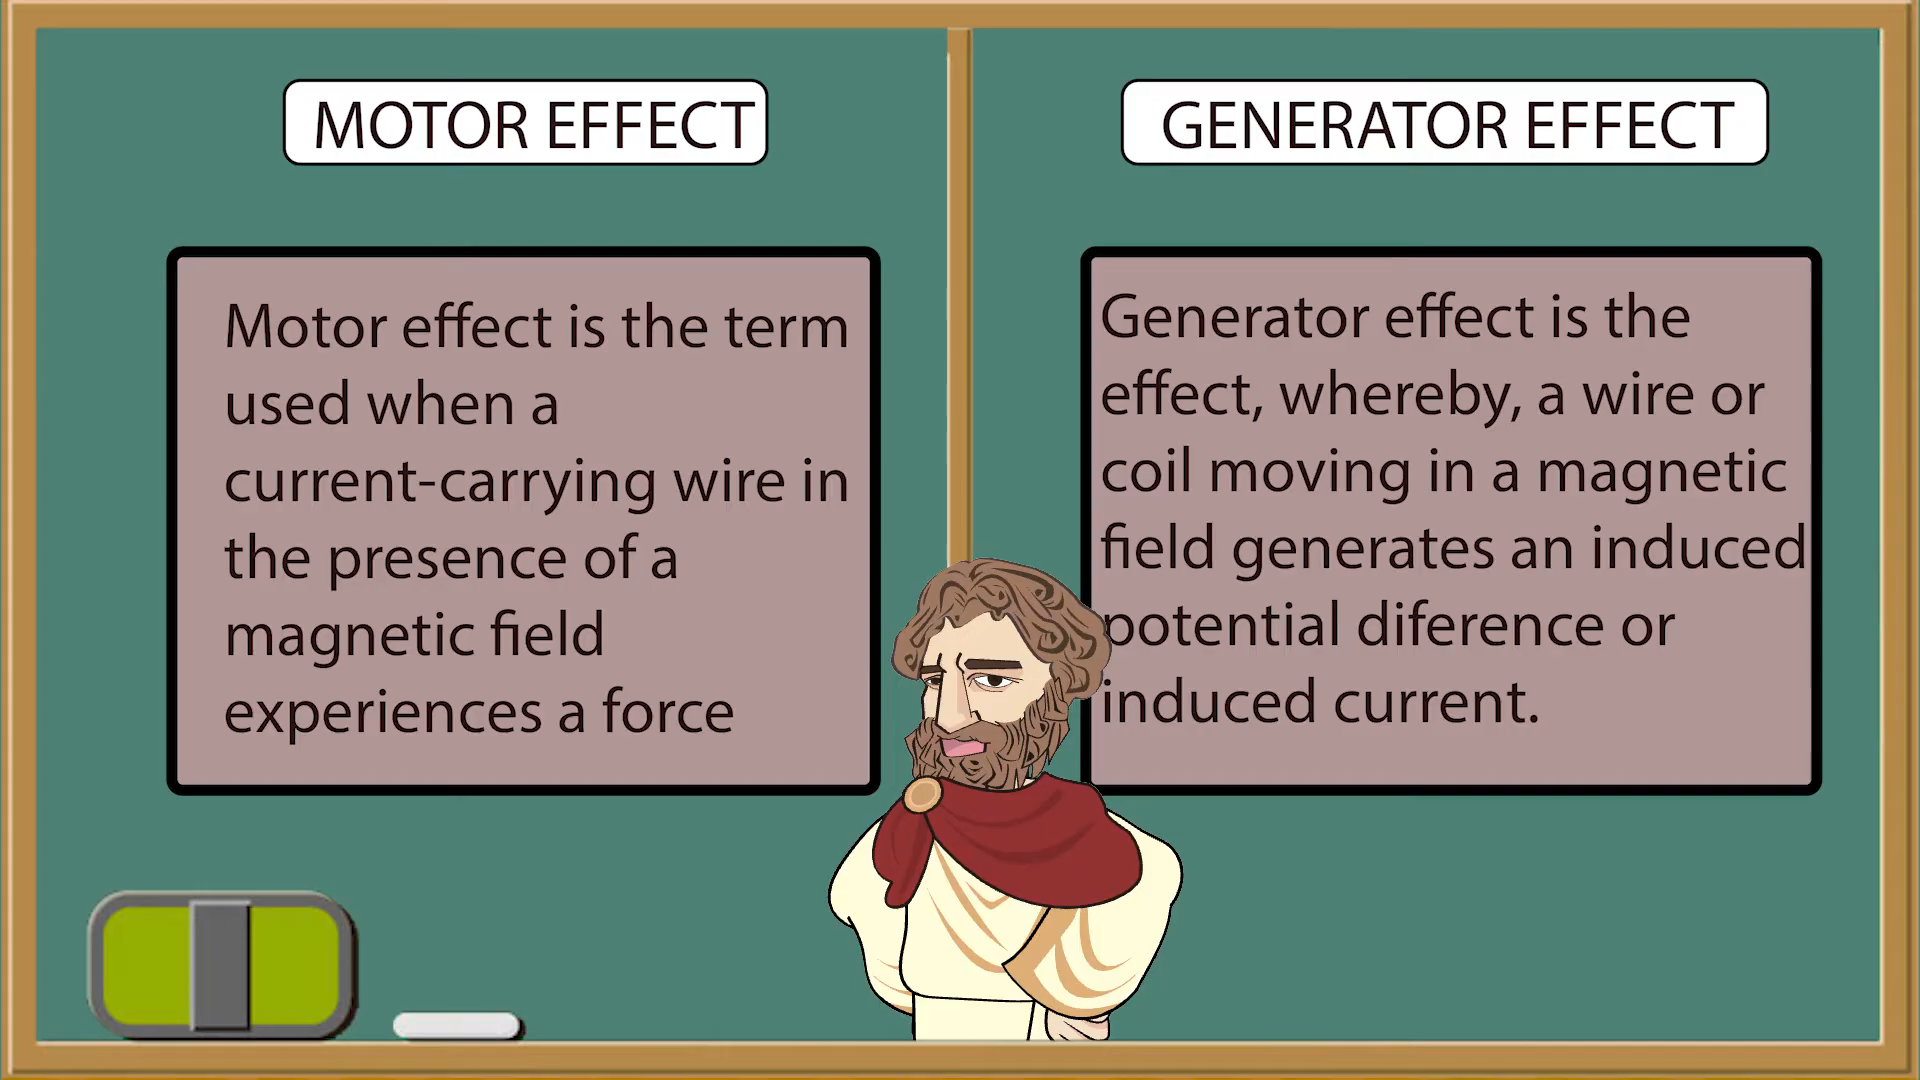 MOTOR EFFECT
Motor effect is the term
used when a
current-carrying wire in
the presence of a
magnetic field
experiences a force
GENERATOR EFFECT
Generator effect is the
effect, whereby, a wire or
coil moving in a magnetic
field generates an induced
potential diference or
induced current.